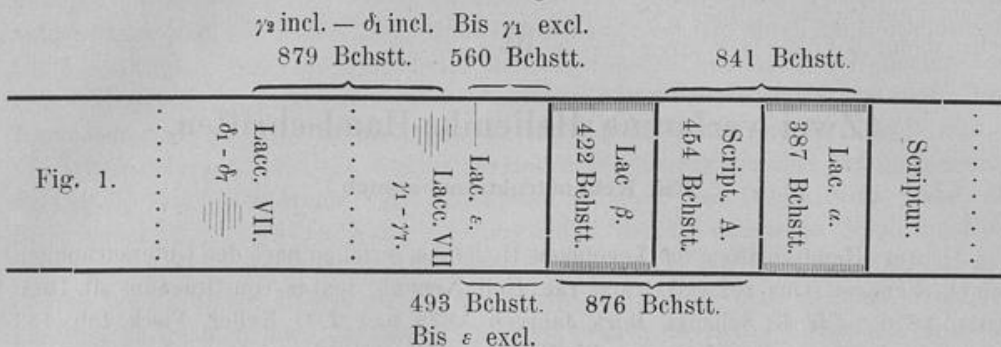 γ2 incl. — δ1 incl. Bis γ1 excl.
879 Bchstt. 560 Bchstt. 841 Bchstt.
Fig. 1.
Lacc. VII.
δ1 - δ7.
Lacc. VII
γ1 - γ7.
Lac. ε.
Lac. β.
422 Bchstt.
Script. A.
454 Bchstt.
Lac. α.
387 Bchstt.
Scriptur.
493 Bchstt. 876 Bchstt.
Bis ε excl.